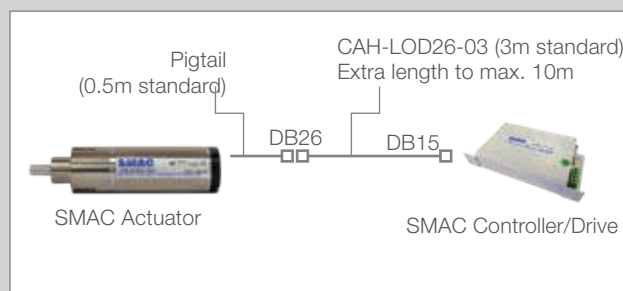 Pigtail
(0.5m standard)
CAH-LOD26-03 (3m standard)
Extra length to max. 10m
DB26
DB15
SMAC
SMAC Actuator
SMAC Controller/Drive